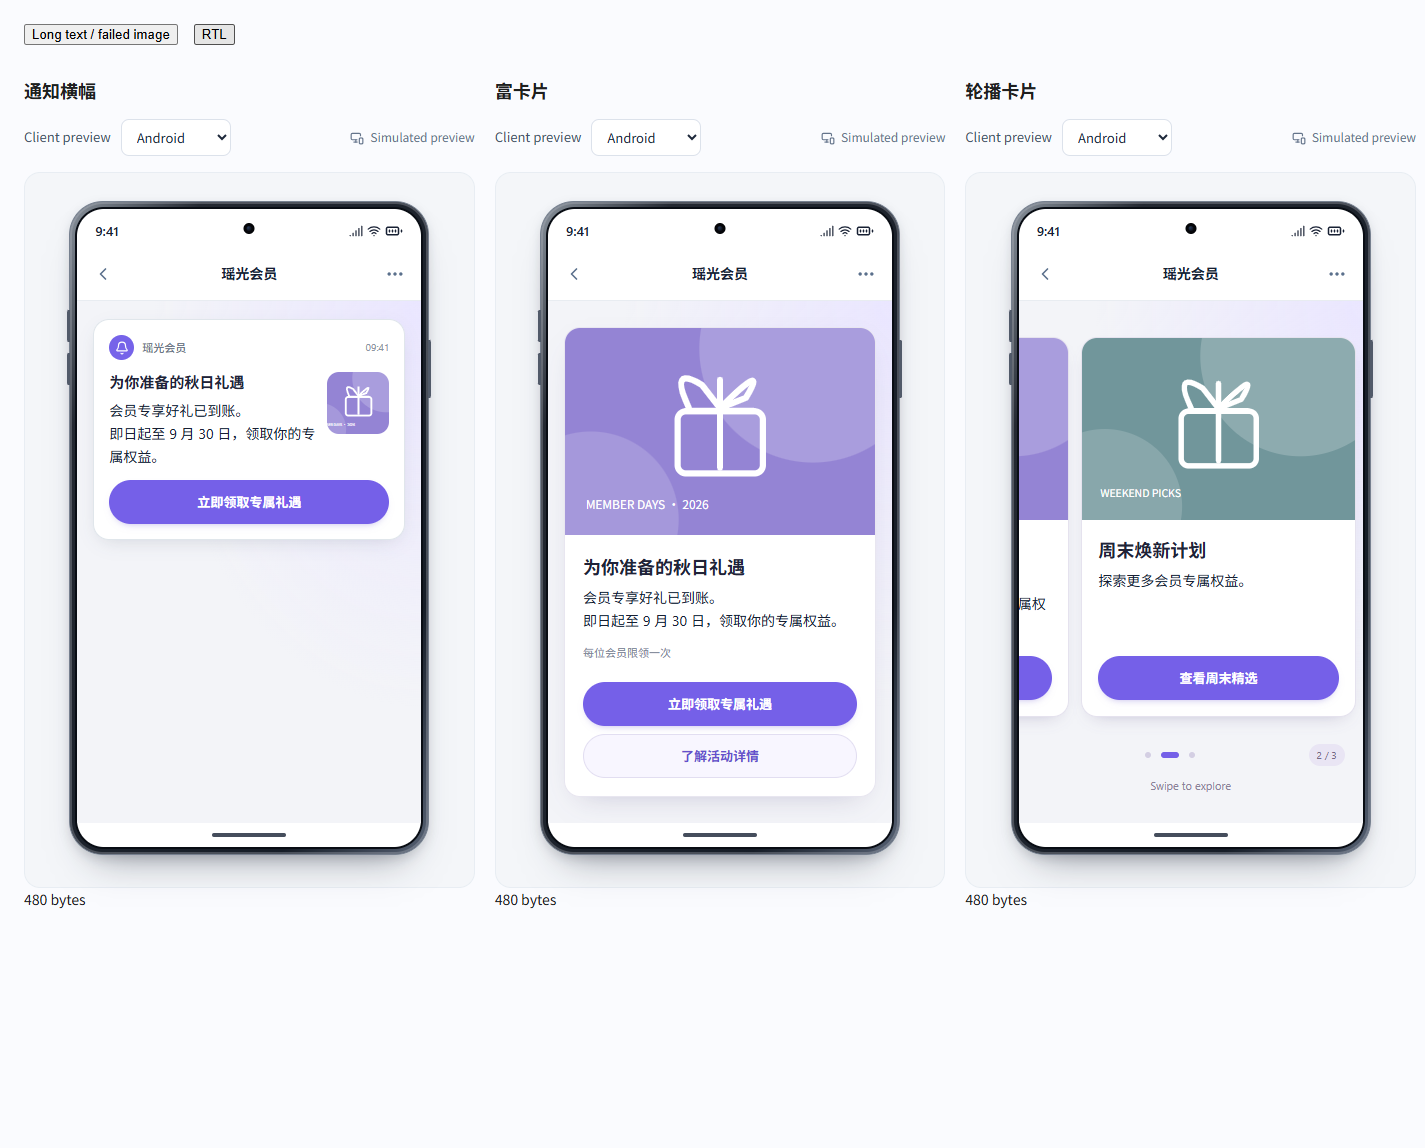 Long text / failed image
RTL
通知横幅
Client preview
Android
Simulated preview
9:41
瑶光会员
瑶光会员
09:41
为你准备的秋日礼遇
会员专享好礼已到账。
即日起至 9 月 30 日，领取你的专
属权益。
立即领取专属礼遇
480 bytes
富卡片
Client preview
Android
Simulated preview
9:41
瑶光会员
MEMBER DAYS • 2026
为你准备的秋日礼遇
会员专享好礼已到账。
即日起至 9 月 30 日，领取你的专属权益。
每位会员限领一次
立即领取专属礼遇
了解活动详情
480 bytes
轮播卡片
Client preview
Android
Simulated preview
9:41
瑶光会员
属权
WEEKEND PICKS
周末焕新计划
探索更多会员专属权益。
查看周末精选
2 / 3
Swipe to explore
480 bytes